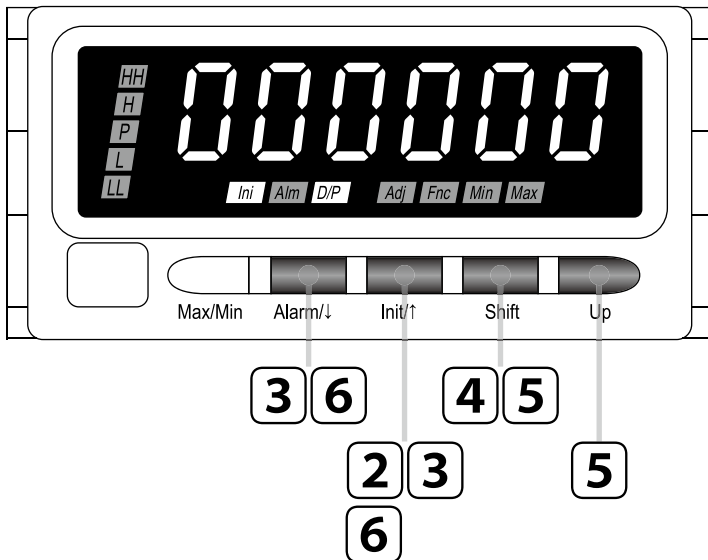 HH
H
P
L
LL
000000
Ini Alm D/P Adj Fnc Min Max
Max/Min Alarm/↓ Init/↑ Shift Up
3 6 4 5
2 3 5
6